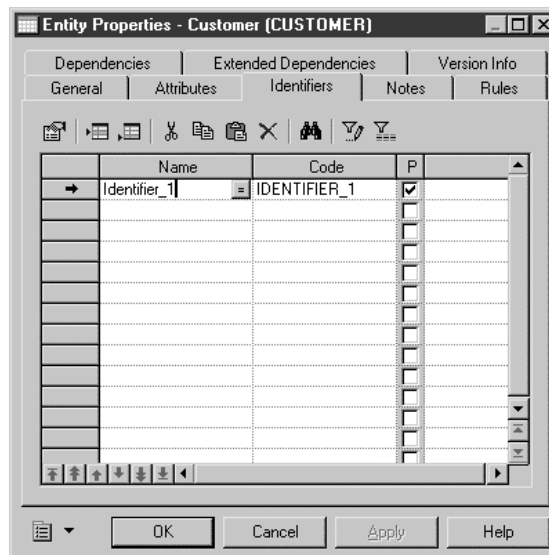 Entity Properties - Customer (CUSTOMER)
Dependencies Extended Dependencies Version Info
General Attributes Identifiers Notes Rules
Name Code P
Identifier_1 = IDENTIFIER_1
OK Cancel Apply Help